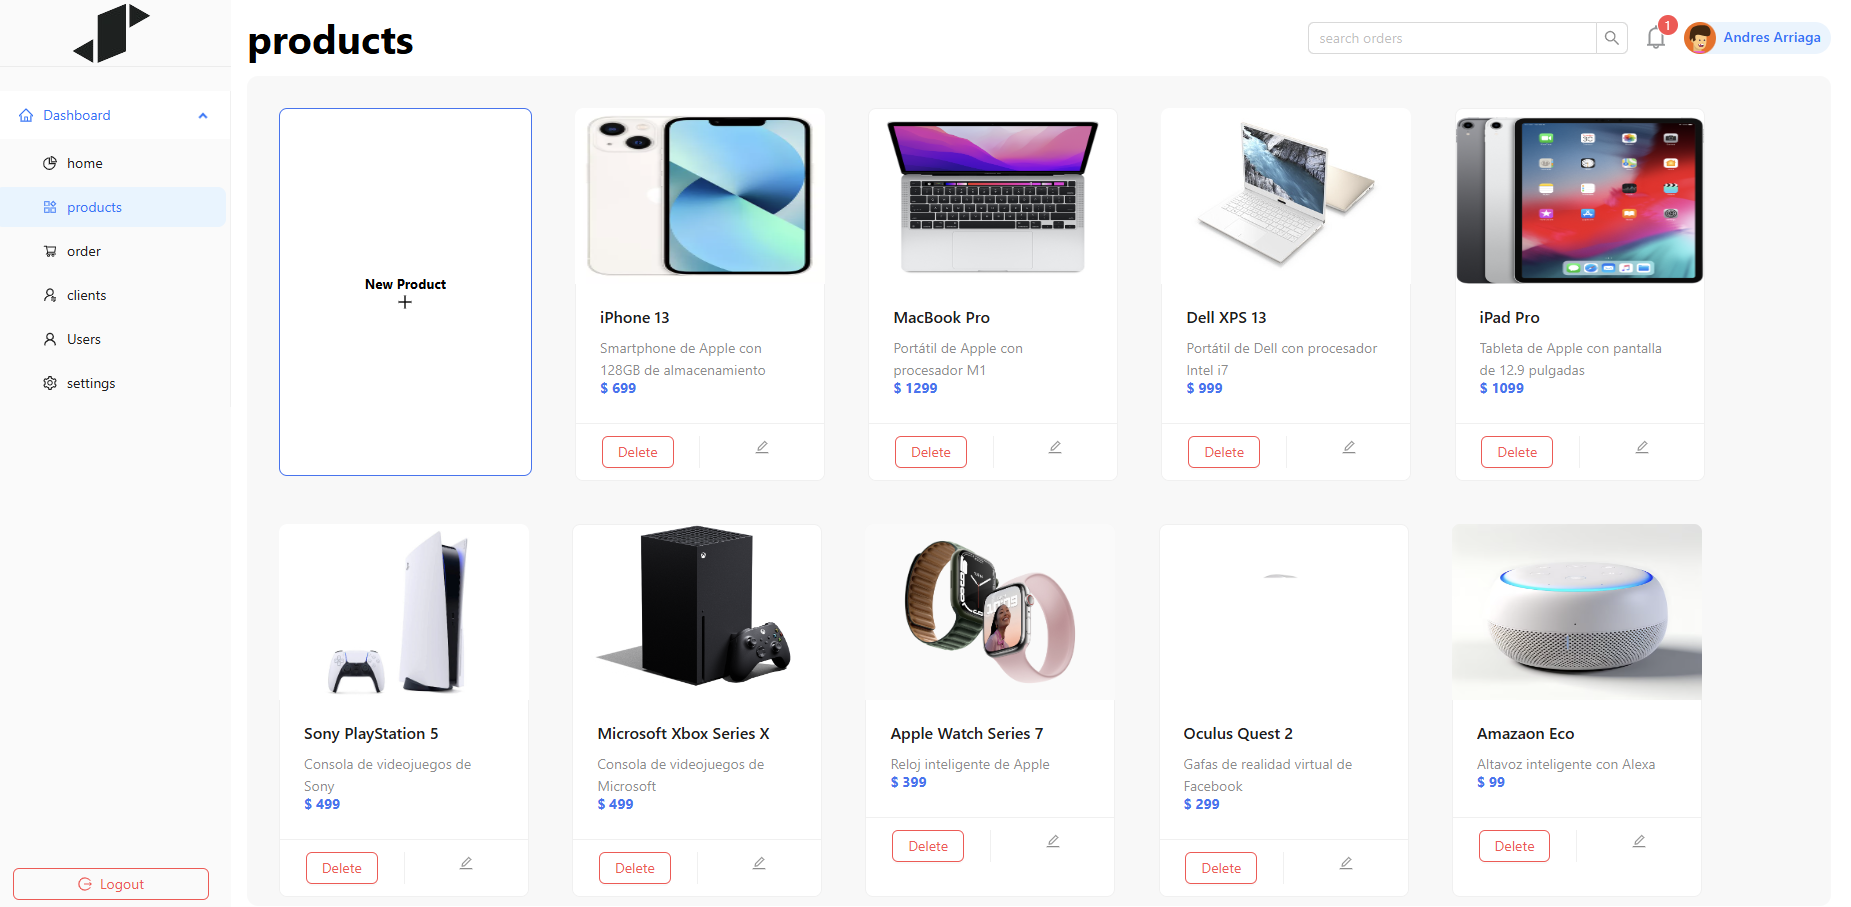 products
search orders
1
Andres Arriaga
Dashboard
home
products
order
clients
Users
settings
Logout
New Product
iPhone 13
Smartphone de Apple con
128GB de almacenamiento
$ 699
Delete
MacBook Pro
Portátil de Apple con
procesador M1
$ 1299
Delete
Dell XPS 13
Portátil de Dell con procesador
Intel i7
$ 999
Delete
iPad Pro
Tableta de Apple con pantalla
de 12.9 pulgadas
$ 1099
Delete
Sony PlayStation 5
Consola de videojuegos de
Sony
$ 499
Delete
Microsoft Xbox Series X
Consola de videojuegos de
Microsoft
$ 499
Delete
Apple Watch Series 7
Reloj inteligente de Apple
$ 399
Delete
Oculus Quest 2
Gafas de realidad virtual de
Facebook
$ 299
Delete
Amazaon Eco
Altavoz inteligente con Alexa
$ 99
Delete